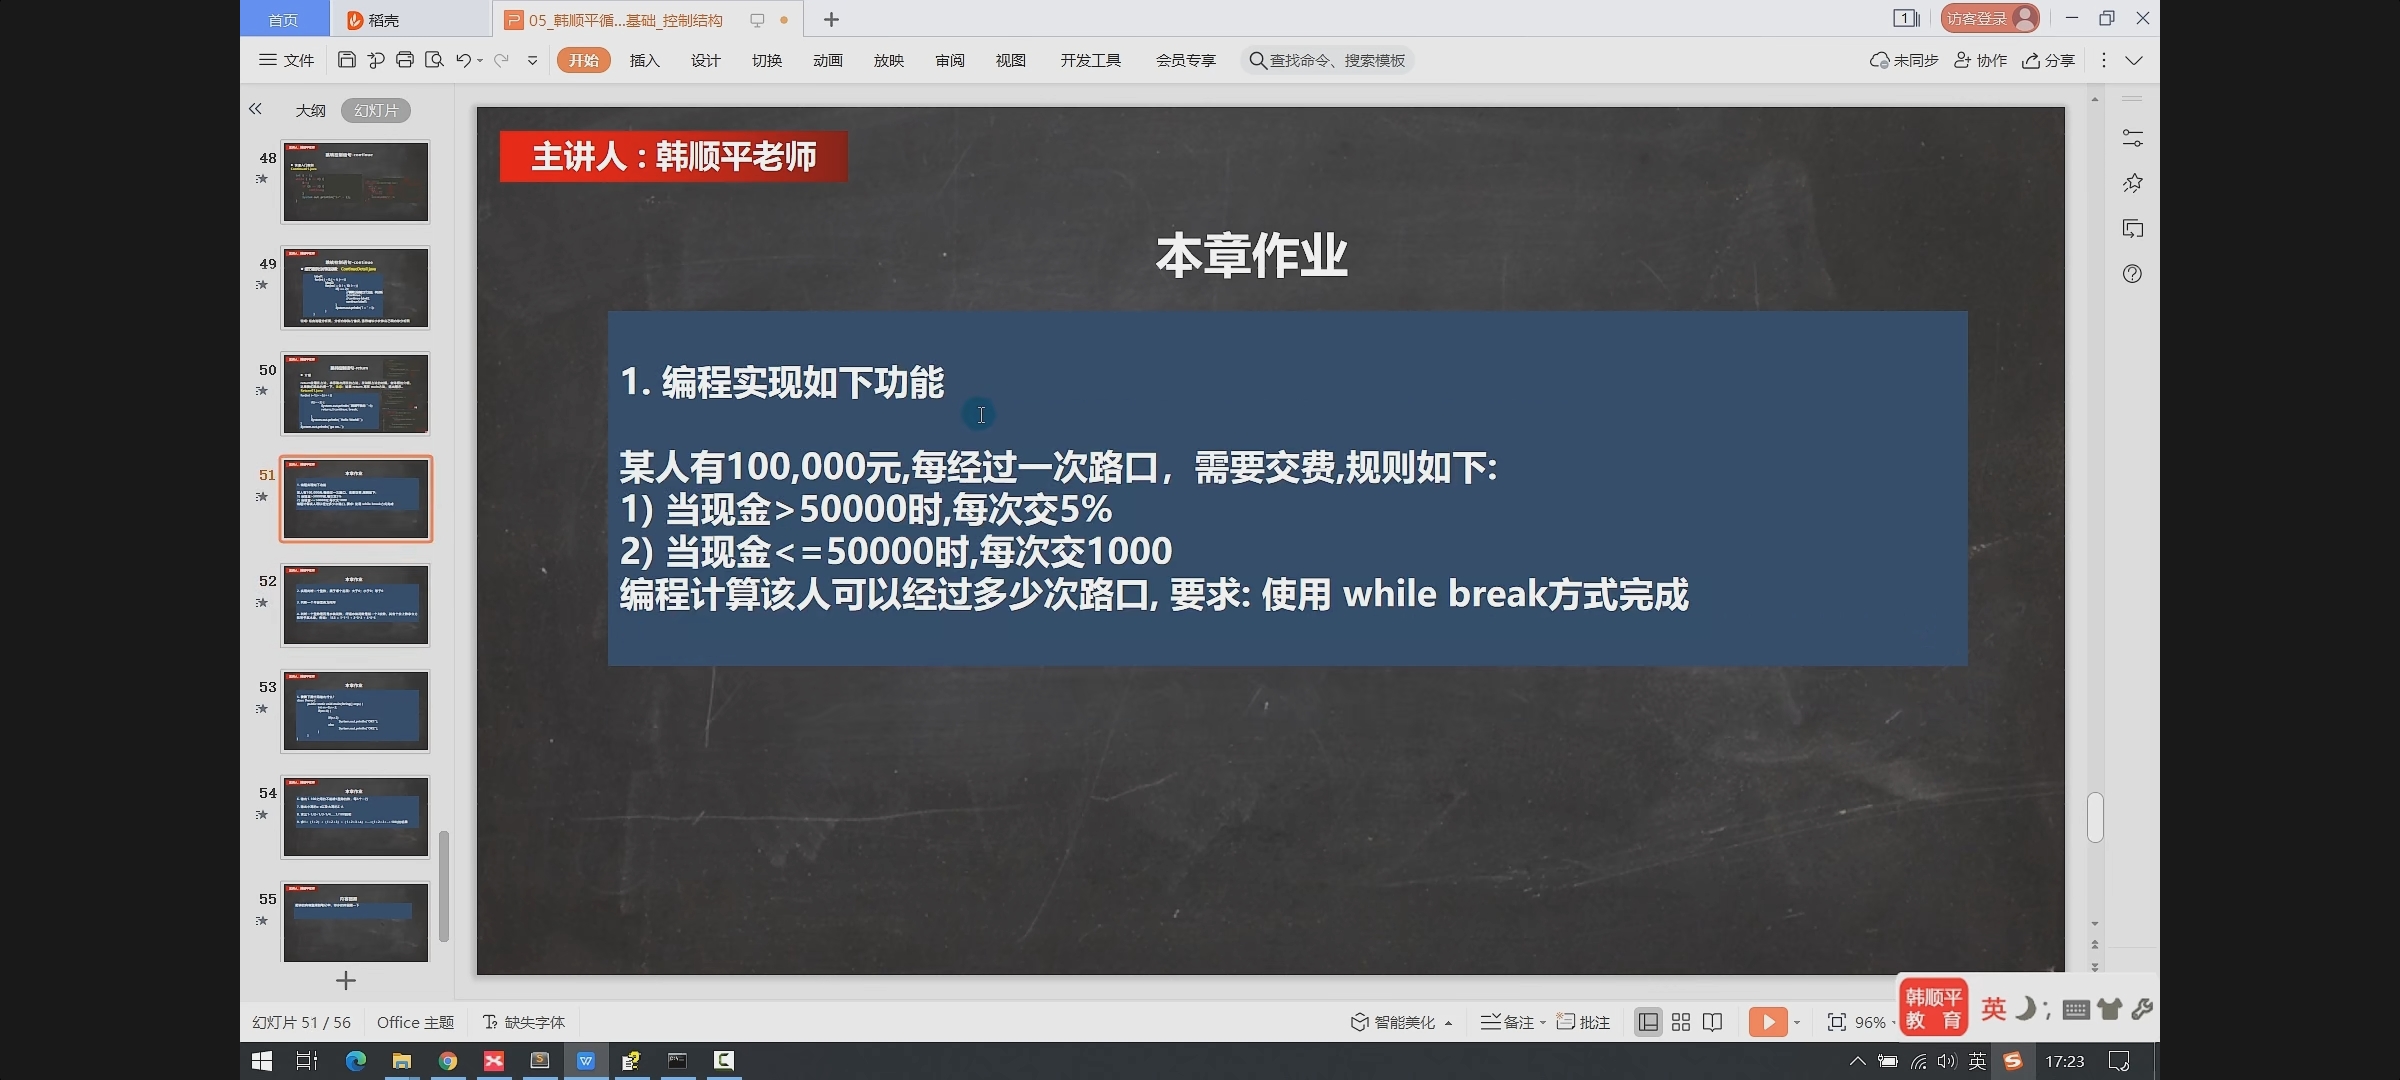 首页
稻壳
05_韩顺平循...基础_控制结构
访客登录
文件
开始
插入
设计
切换
动画
放映
审阅
视图
开发工具
会员专享
查找命令、搜索模板
未同步
协作
分享
大纲
幻灯片
48
49
50
51
52
53
54
55
主讲人：韩顺平老师
本章作业
1. 编程实现如下功能
某人有100,000元,每经过一次路口，需要交费,规则如下:
1) 当现金>50000时,每次交5%
2) 当现金<=50000时,每次交1000
编程计算该人可以经过多少次路口, 要求: 使用 while break方式完成
韩顺平
教 育
英
幻灯片 51 / 56
Office 主题
缺失字体
智能美化
备注
批注
96%
英
17:23